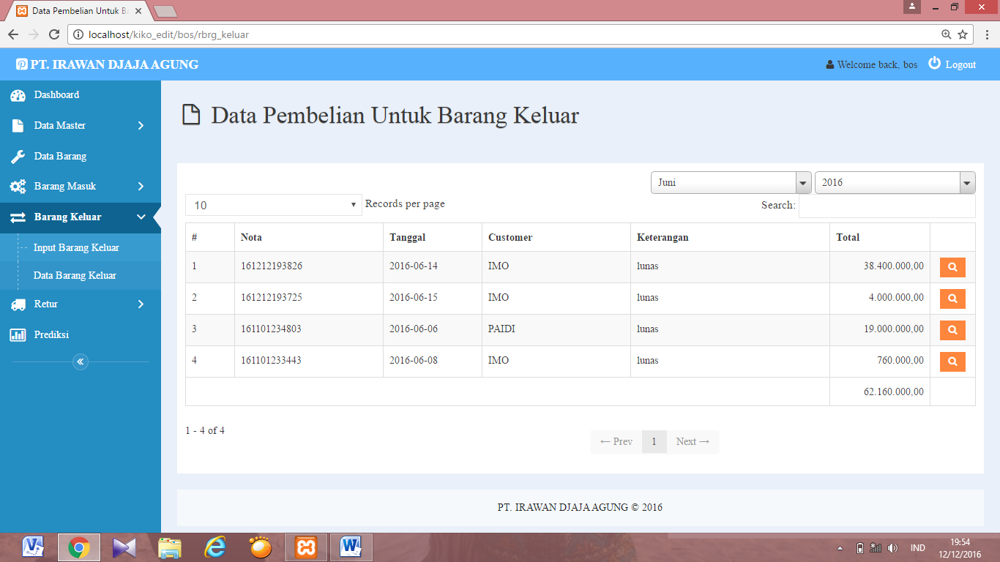 Data Pembelian Untuk Ba
localhost/kiko_edit/bos/rbrg_keluar
PT. IRAWAN DJAJA AGUNG
Welcome back, bos
Logout
Dashboard
Data Master
Data Barang
Barang Masuk
Barang Keluar
Input Barang Keluar
Data Barang Keluar
Retur
Prediksi
Data Pembelian Untuk Barang Keluar
Juni 2016
10 Records per page Search:
# Nota Tanggal Customer Keterangan Total
1 161212193826 2016-06-14 IMO lunas 38.400.000,00
2 161212193725 2016-06-15 IMO lunas 4.000.000,00
3 161101234803 2016-06-06 PAIDI lunas 19.000.000,00
4 161101233443 2016-06-08 IMO lunas 760.000,00
62.160.000,00
1 - 4 of 4
← Prev 1 Next →
PT. IRAWAN DJAJA AGUNG © 2016
IND
19:54
12/12/2016